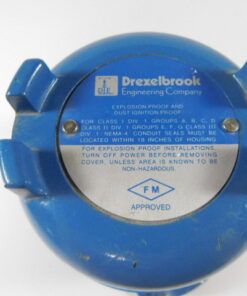 Drexelbrook
Engineering Company
EXPLOSION PROOF AND
DUST IGNITION PROOF
FOR CLASS I DIV. 1 GROUPS A, B, C, D
CLASS II DIV. 1 GROUPS E, F, G CLASS III
DIV. 1 NEMA-4 CONDUIT SEALS MUST BE
LOCATED WITHIN 18 INCHES OF HOUSING
FOR EXPLOSION PROOF INSTALLATIONS,
TURN OFF POWER BEFORE REMOVING
COVER, UNLESS AREA IS KNOWN TO BE
NON-HAZARDOUS.
FM
APPROVED